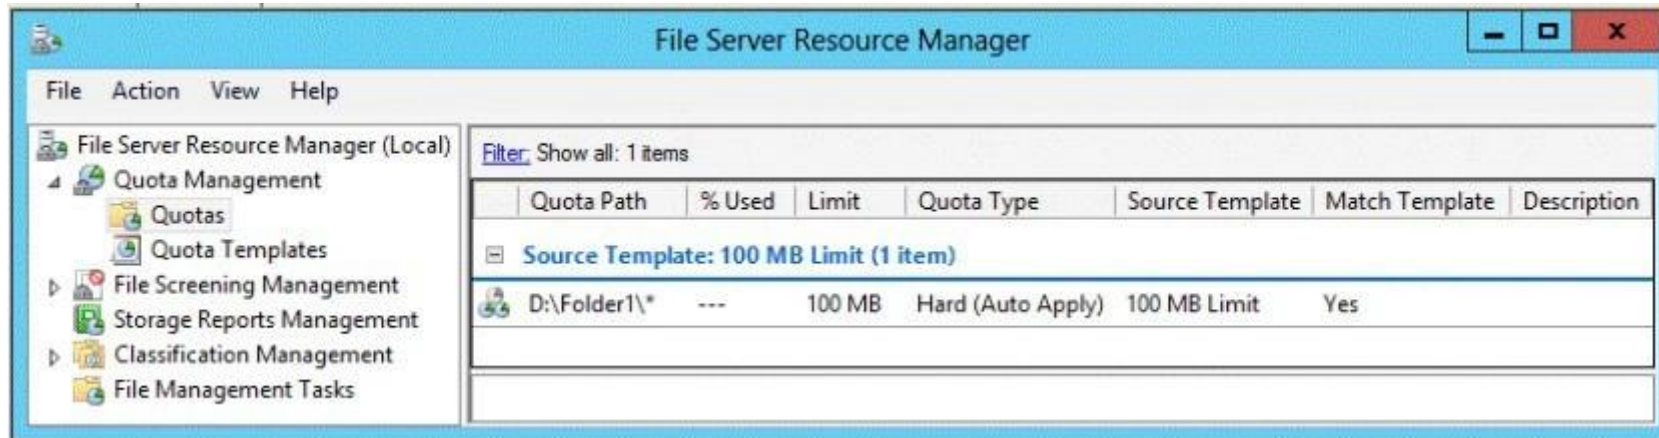 File Server Resource Manager
File Action View Help
File Server Resource Manager (Local)
Quota Management
Quotas
Quota Templates
File Screening Management
Storage Reports Management
Classification Management
File Management Tasks
Filter: Show all: 1 items
Quota Path % Used Limit Quota Type Source Template Match Template Description
Source Template: 100 MB Limit (1 item)
D:\Folder1\* --- 100 MB Hard (Auto Apply) 100 MB Limit Yes